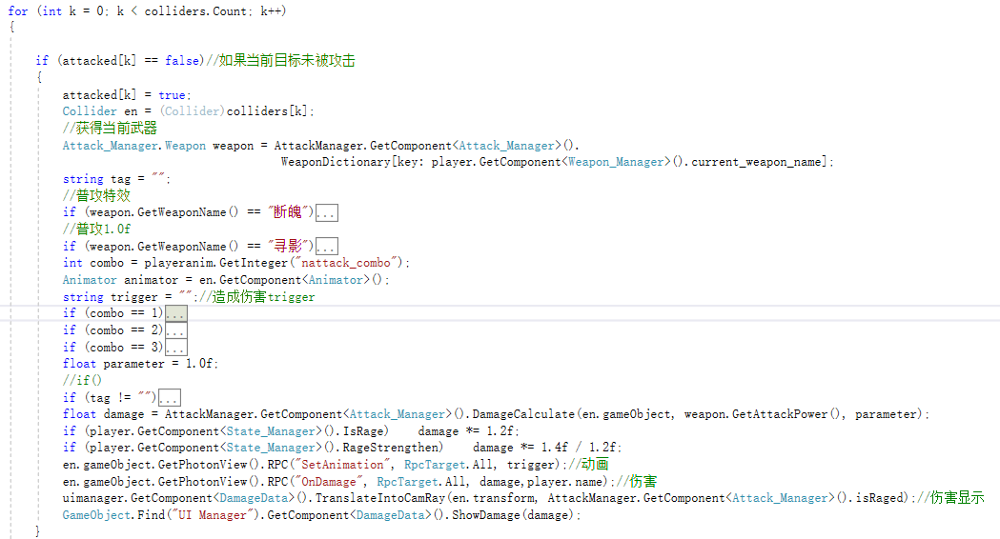 for (int k = 0; k < colliders.Count; k++)
{
if (attacked[k] == false)//如果当前目标未被攻击
{
attacked[k] = true;
Collider en = (Collider)colliders[k];
//获得当前武器
Attack_Manager.Weapon weapon = AttackManager.GetComponent<Attack_Manager>().
WeaponDictionary[key: player.GetComponent<Weapon_Manager>().current_weapon_name];
string tag = "";
//普攻特效
if (weapon.GetWeaponName() == "断魄")...
//普攻1.0f
if (weapon.GetWeaponName() == "寻影")...
int combo = playeranim.GetInteger("nattack_combo");
Animator animator = en.GetComponent<Animator>();
string trigger = "";//造成伤害trigger
if (combo == 1)...
if (combo == 2)...
if (combo == 3)...
float parameter = 1.0f;
//if()
if (tag != "")...
float damage = AttackManager.GetComponent<Attack_Manager>().DamageCalculate(en.gameObject, weapon.GetAttackPower(), parameter);
if (player.GetComponent<State_Manager>().IsRage) damage *= 1.2f;
if (player.GetComponent<State_Manager>().RageStrengthen) damage *= 1.4f / 1.2f;
en.gameObject.GetPhotonView().RPC("SetAnimation", RpcTarget.All, trigger);//动画
en.gameObject.GetPhotonView().RPC("OnDamage", RpcTarget.All, damage,player.name);//伤害
uimanager.GetComponent<DamageData>().TranslateIntoCamRay(en.transform, AttackManager.GetComponent<Attack_Manager>().isRaged);//伤害显示
GameObject.Find("UI Manager").GetComponent<DamageData>().ShowDamage(damage);
}